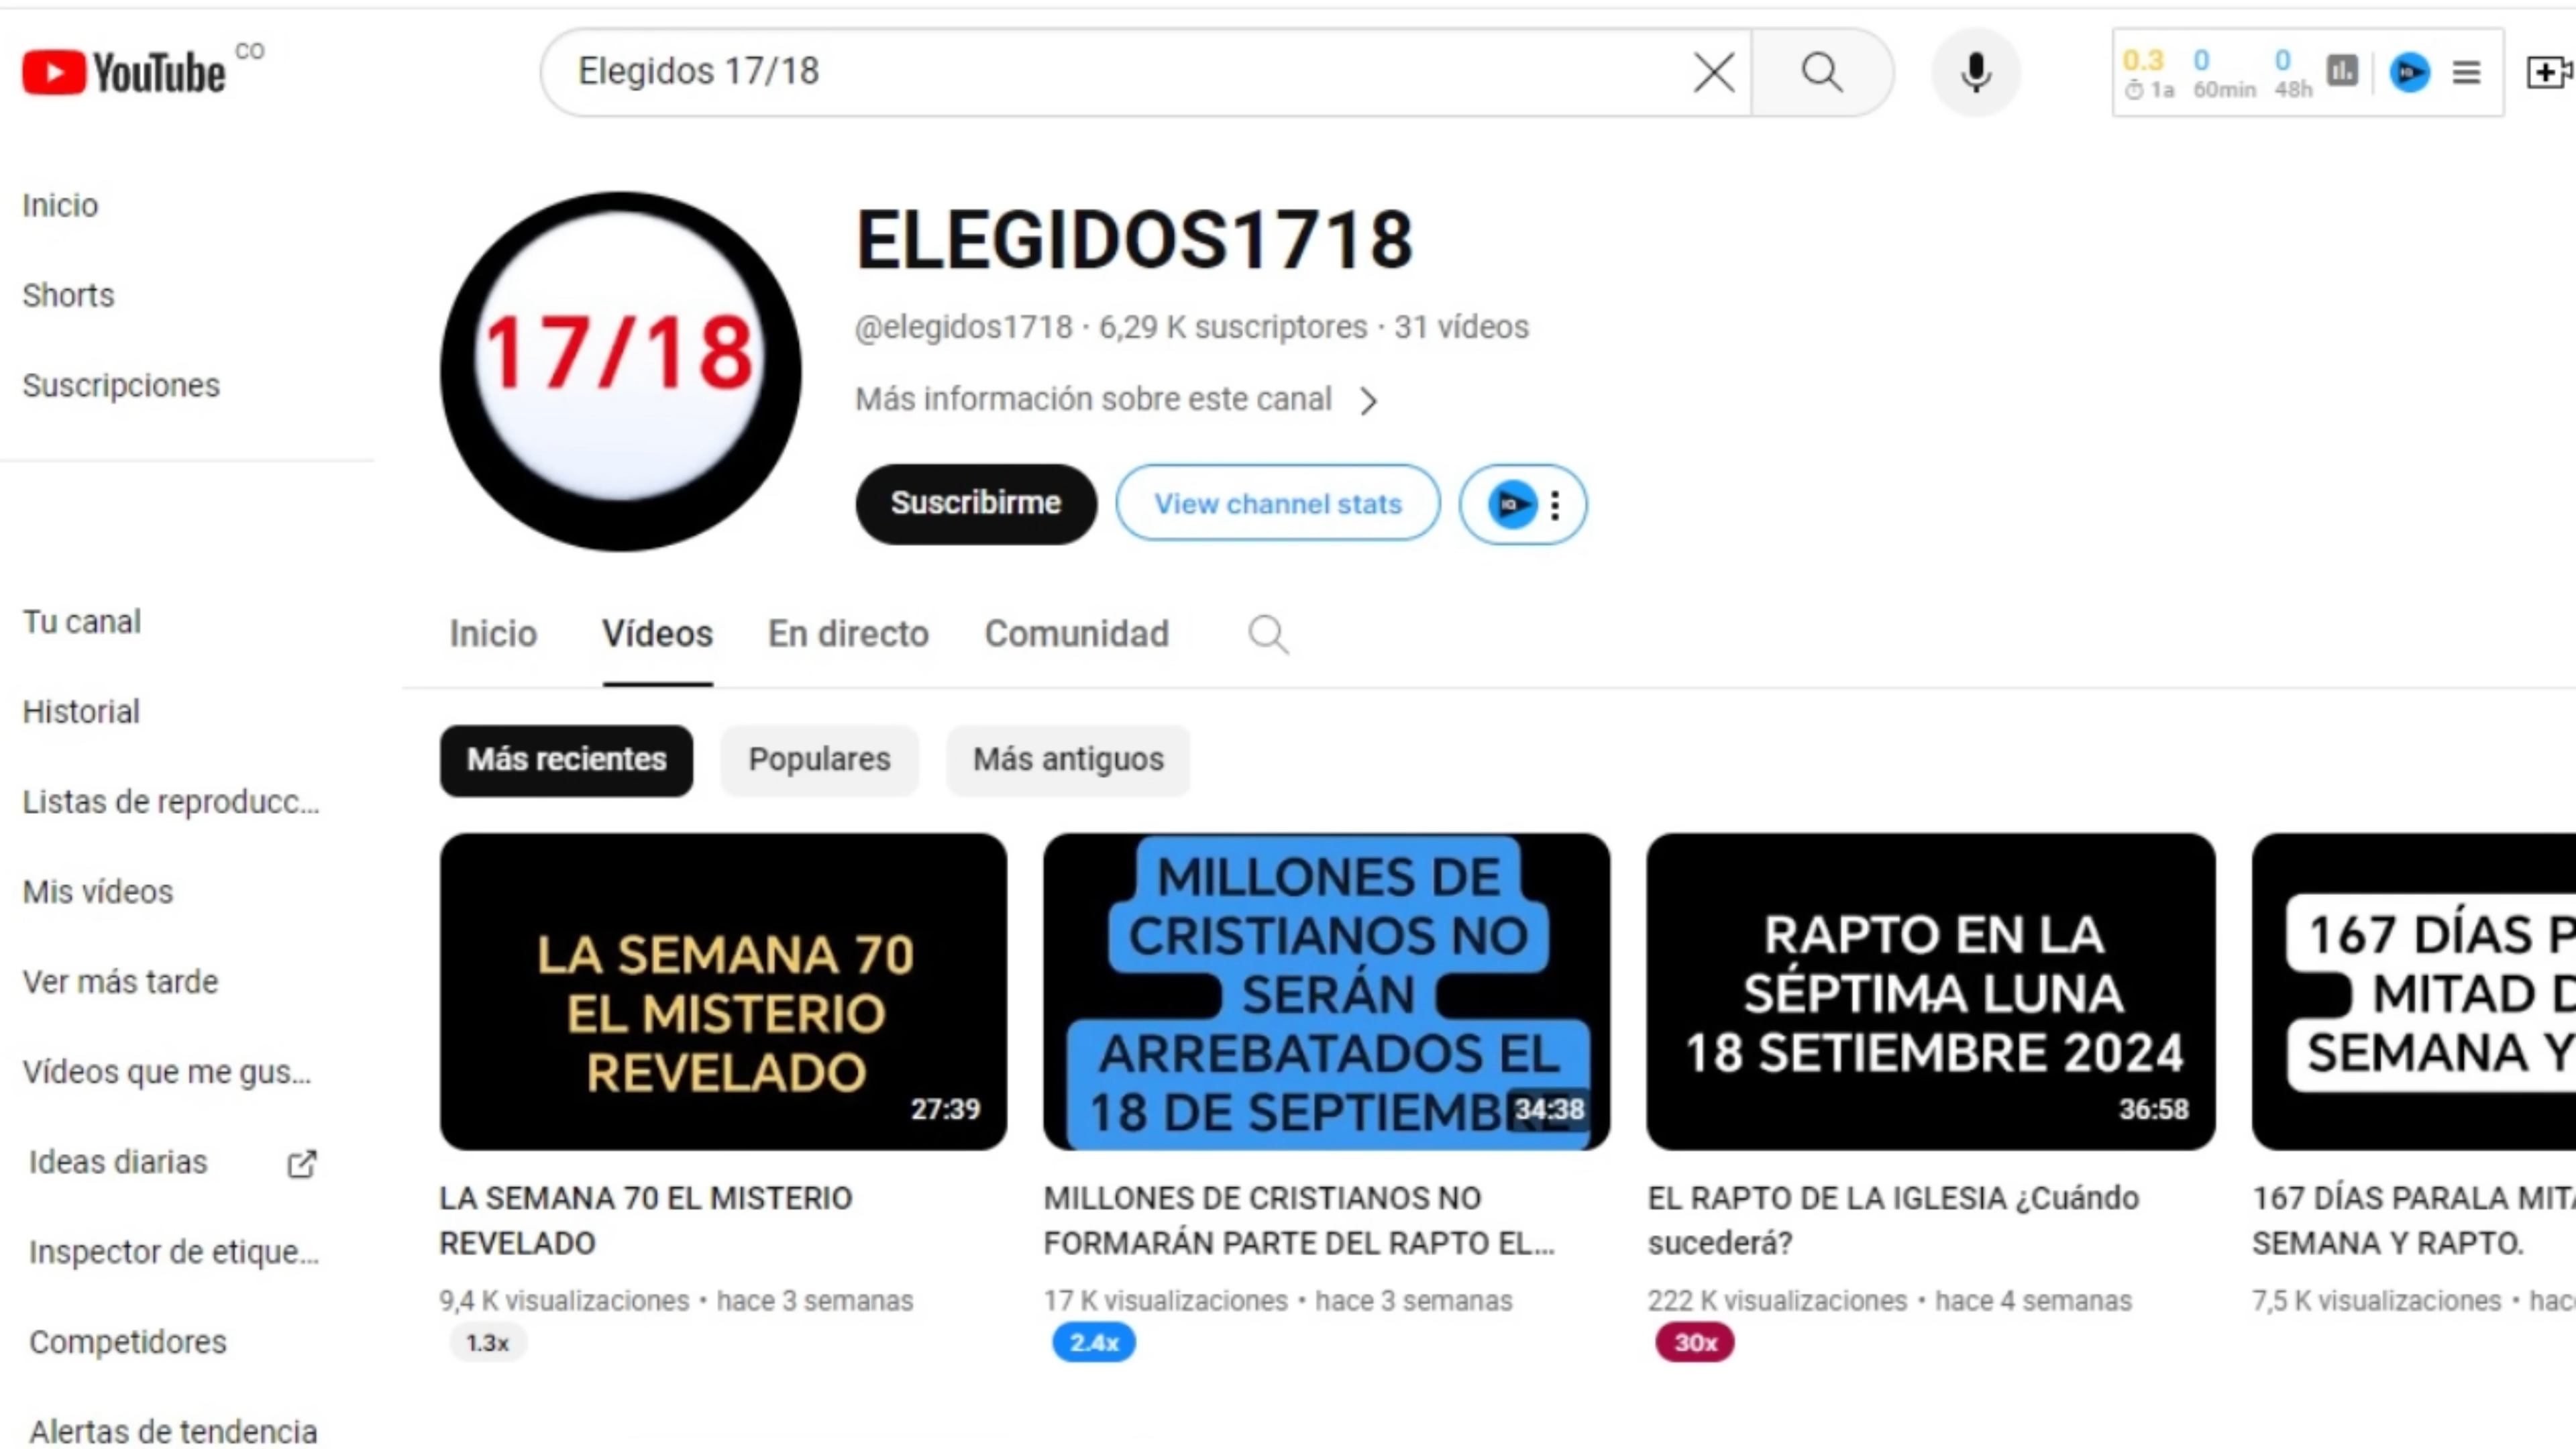 YouTube CO
Elegidos 17/18
0.3 0 0
1a 60min 48h
Inicio
Shorts
Suscripciones
Tu canal
Historial
Listas de reproducc...
Mis vídeos
Ver más tarde
Vídeos que me gus...
Ideas diarias
Inspector de etique...
Competidores
Alertas de tendencia
17/18
ELEGIDOS1718
@elegidos1718 · 6,29 K suscriptores · 31 vídeos
Más información sobre este canal
Suscribirme View channel stats IQ
Inicio Vídeos En directo Comunidad
Más recientes Populares Más antiguos
LA SEMANA 70
EL MISTERIO
REVELADO
27:39
LA SEMANA 70 EL MISTERIO
REVELADO
9,4 K visualizaciones • hace 3 semanas
1.3x
MILLONES DE
CRISTIANOS NO
SERÁN
ARREBATADOS EL
18 DE SEPTIEMBRE
34:38
MILLONES DE CRISTIANOS NO
FORMARÁN PARTE DEL RAPTO EL...
17 K visualizaciones • hace 3 semanas
2.4x
RAPTO EN LA
SÉPTIMA LUNA
18 SETIEMBRE 2024
36:58
EL RAPTO DE LA IGLESIA ¿Cuándo
sucederá?
222 K visualizaciones • hace 4 semanas
30x
167 DÍAS P
MITAD D
SEMANA Y
167 DÍAS PARALA MITA
SEMANA Y RAPTO.
7,5 K visualizaciones • hac